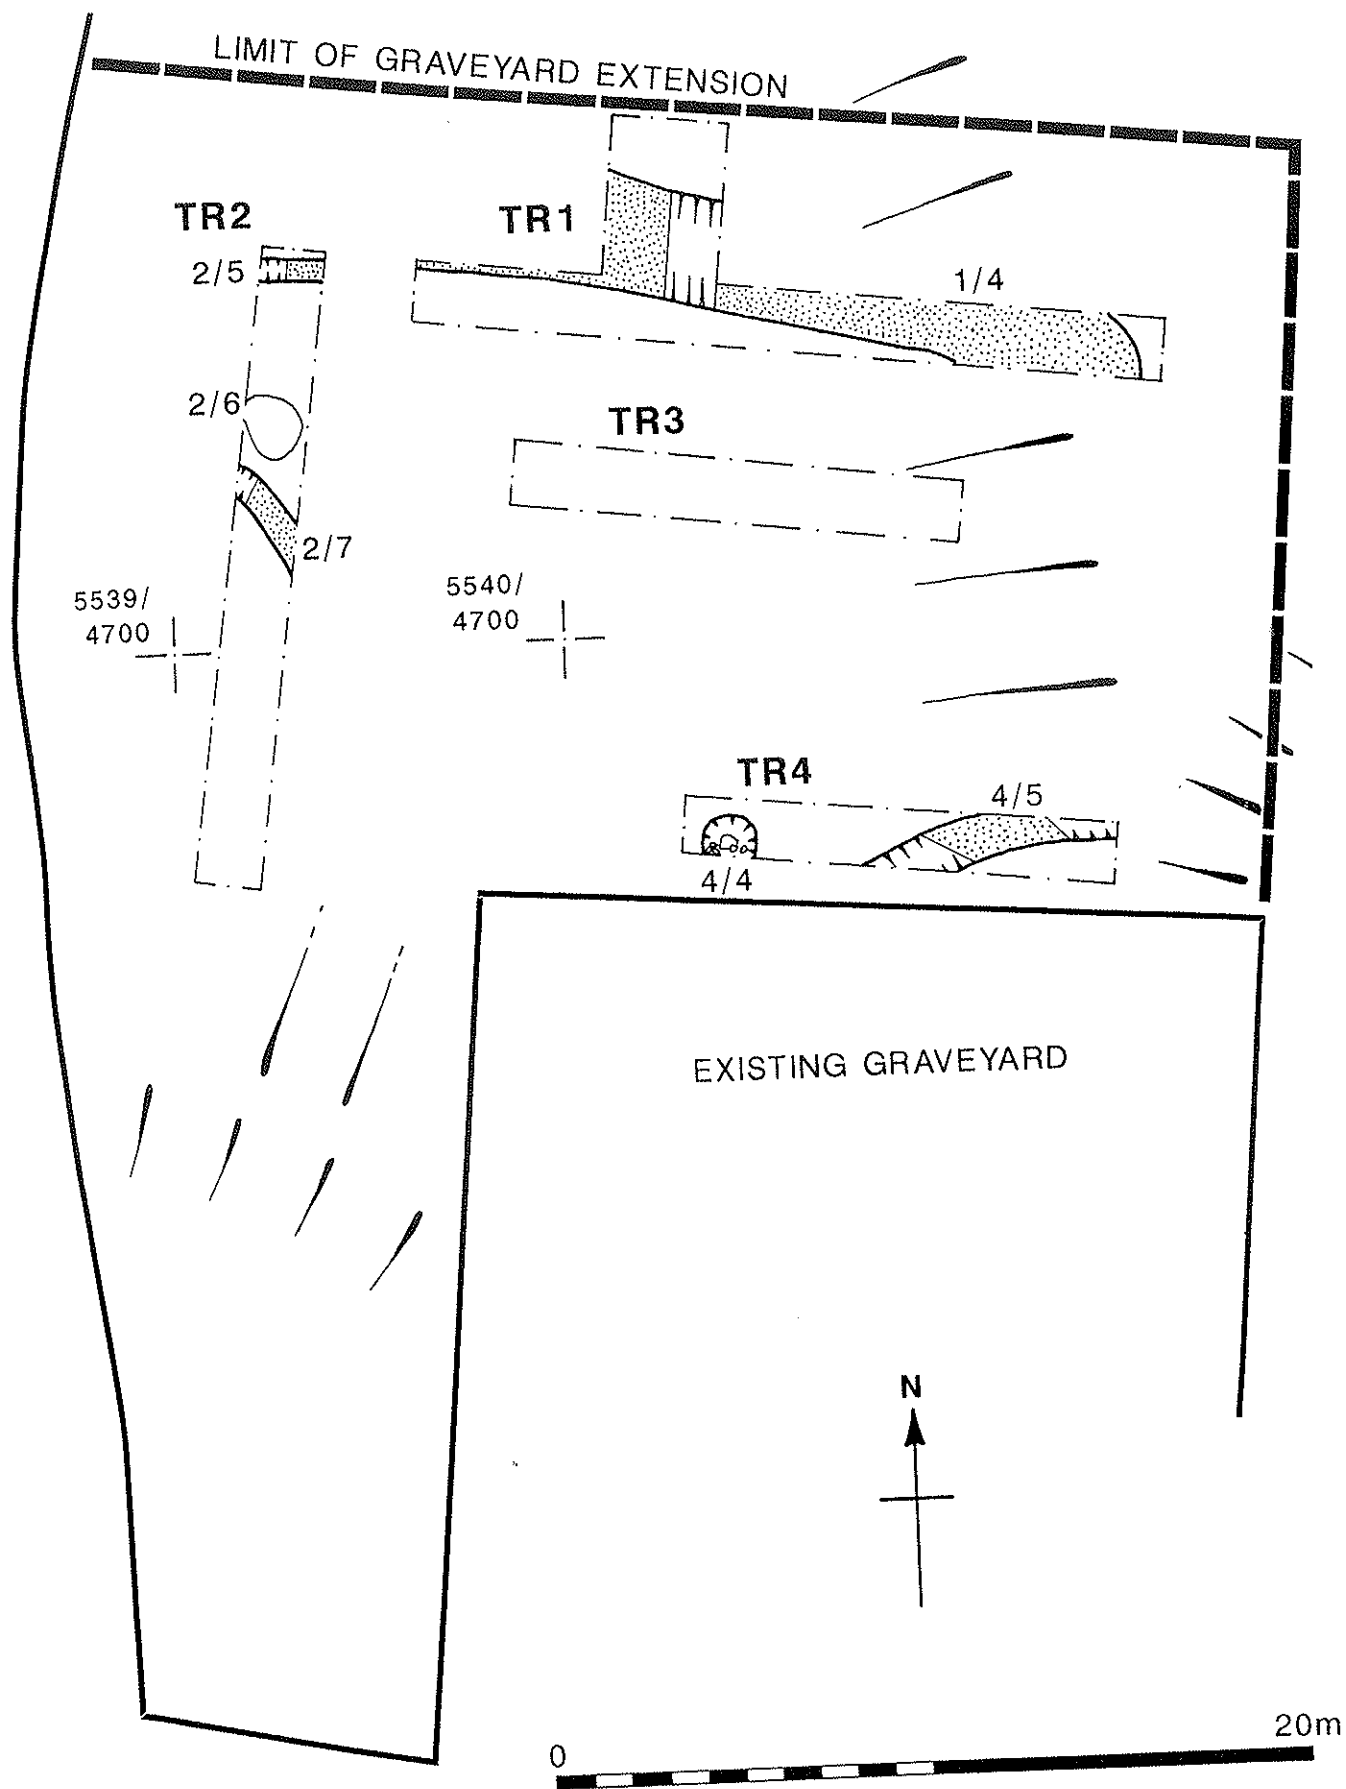 LIMIT OF GRAVEYARD EXTENSION
TR2
TR1
2/5
1/4
2/6
TR3
2/7
5539/
4700
5540/
4700
TR4
4/5
4/4
EXISTING GRAVEYARD
N
0
20m